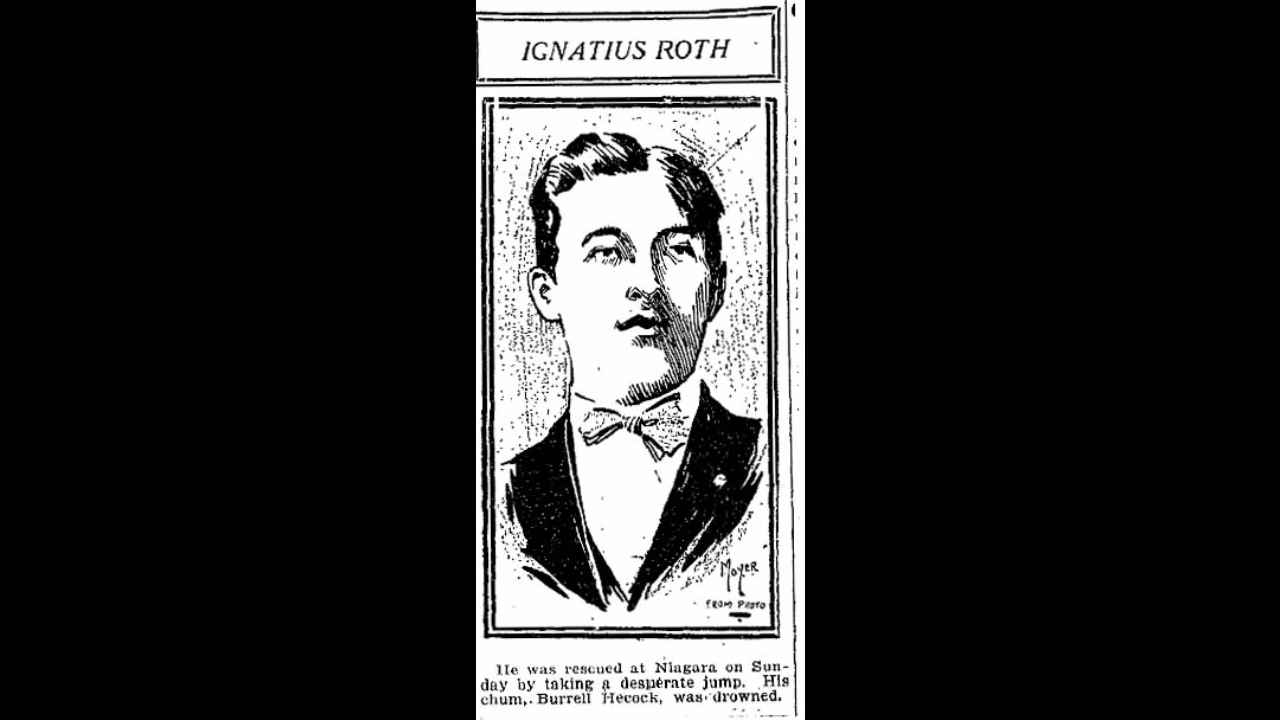 IGNATIUS ROTH
MOYER
FROM PHOTO
He was rescued at Niagara on Sun-
day by taking a desperate jump. His
chum, Burrell Hecock, was drowned.